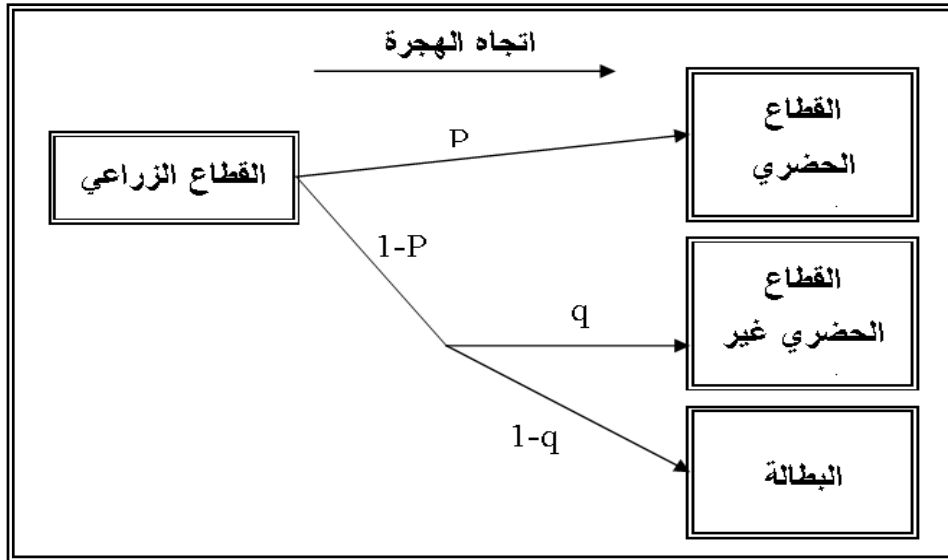 اتجاه الهجرة
القطاع
الحضري
P
القطاع الزراعي
1-P
القطاع
الحضري غير
q
1-q
البطالة